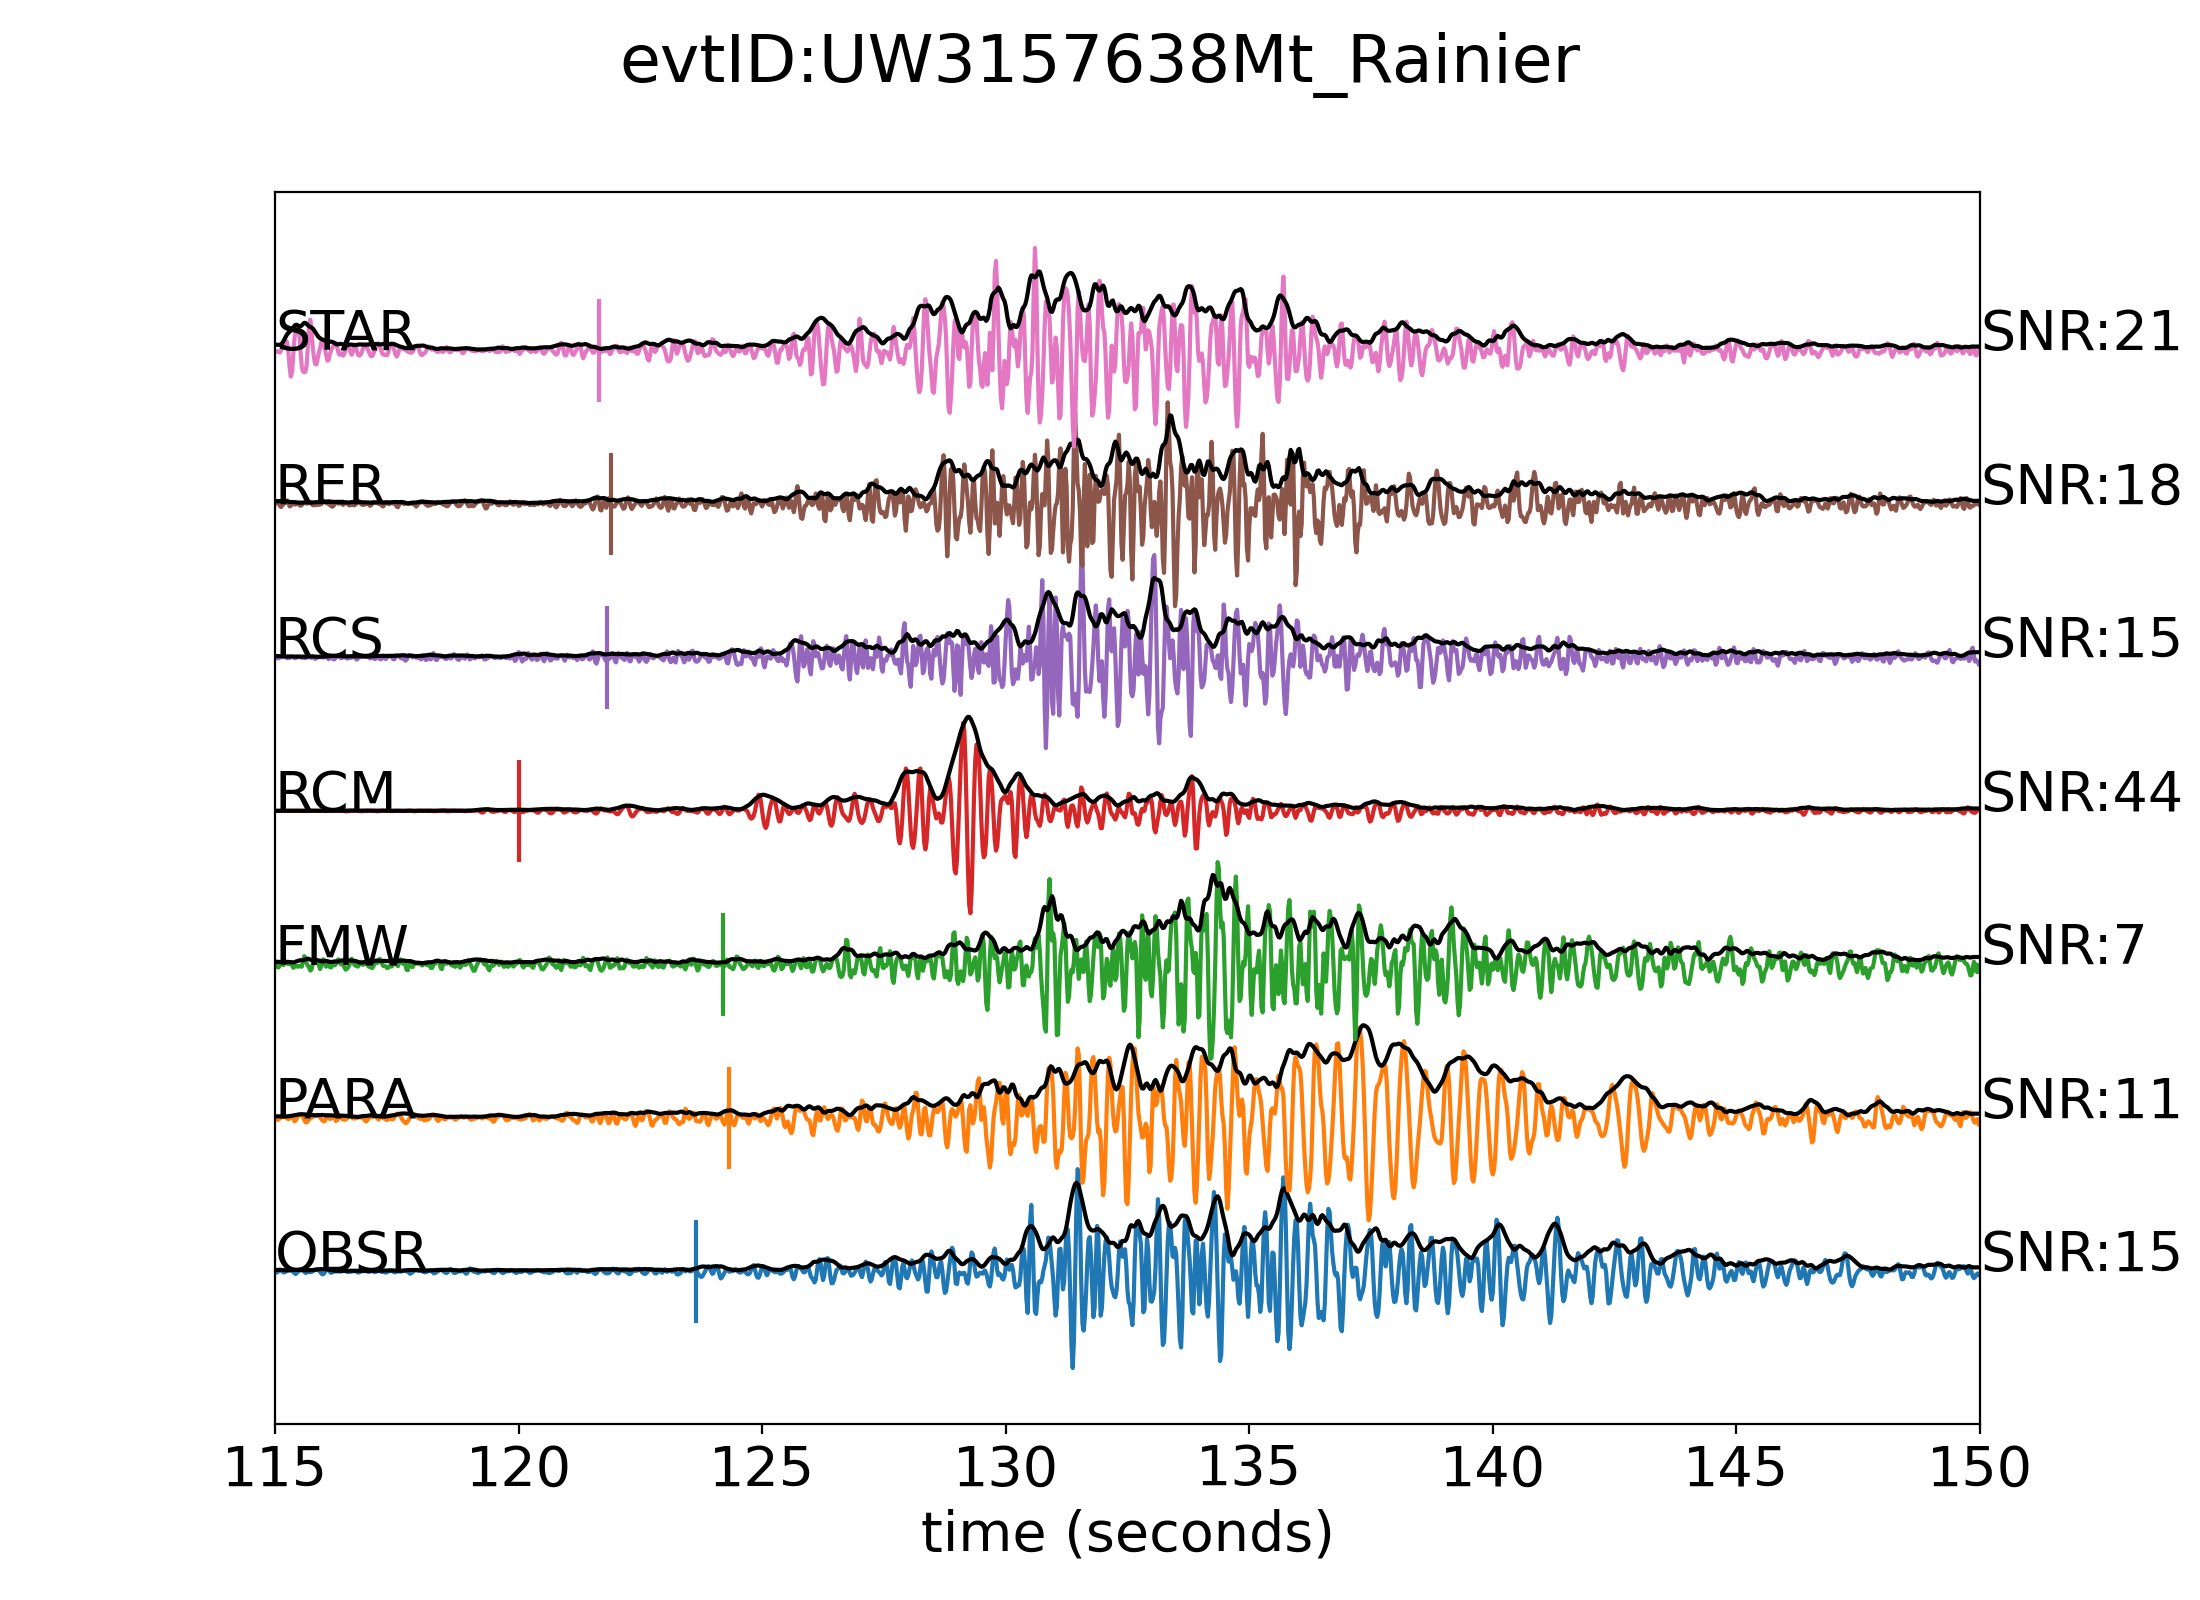 evtID:UW3157638Mt_Rainier
STAR SNR:21
RER SNR:18
RCS SNR:15
RCM SNR:44
FMW SNR:7
PARA SNR:11
OBSR SNR:15
115 120 125 130 135 140 145 150
time (seconds)